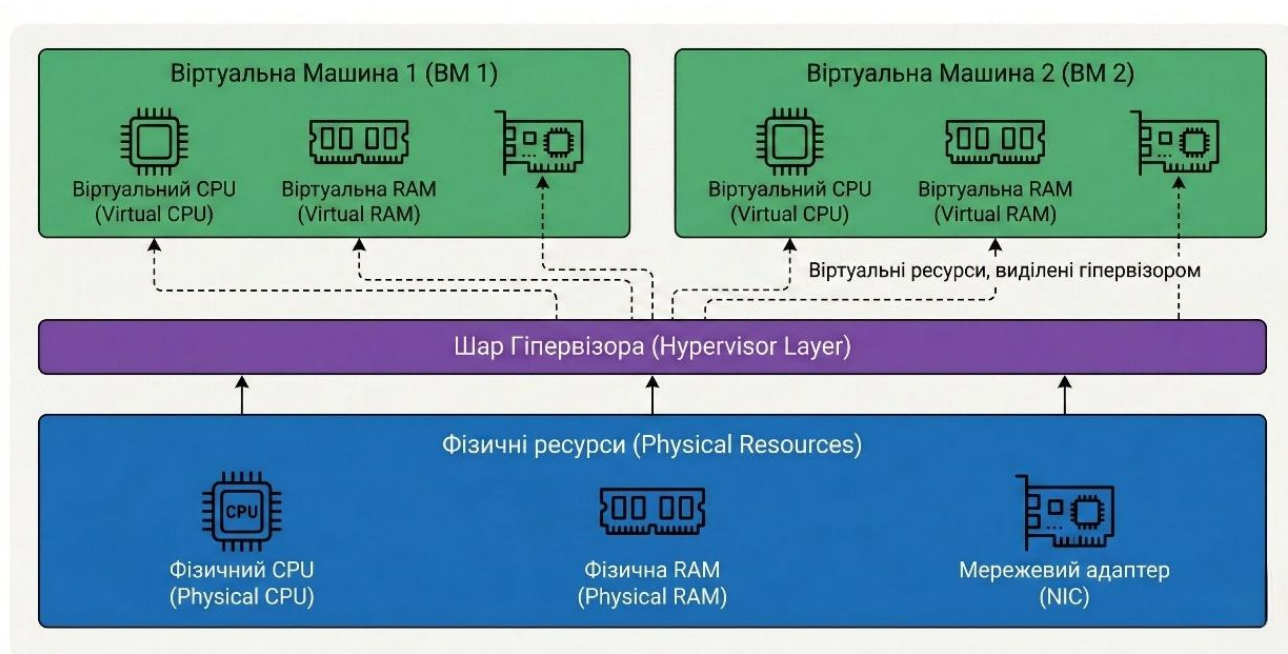 Віртуальна Машина 1 (ВМ 1)
Віртуальний CPU
(Virtual CPU)
Віртуальна RAM
(Virtual RAM)
Віртуальна Машина 2 (ВМ 2)
Віртуальний CPU
(Virtual CPU)
Віртуальна RAM
(Virtual RAM)
Віртуальні ресурси, виділені гіпервізором
Шар Гіпервізора (Hypervisor Layer)
Фізичні ресурси (Physical Resources)
CPU
Фізичний CPU
(Physical CPU)
Фізична RAM
(Physical RAM)
Мережевий адаптер
(NIC)